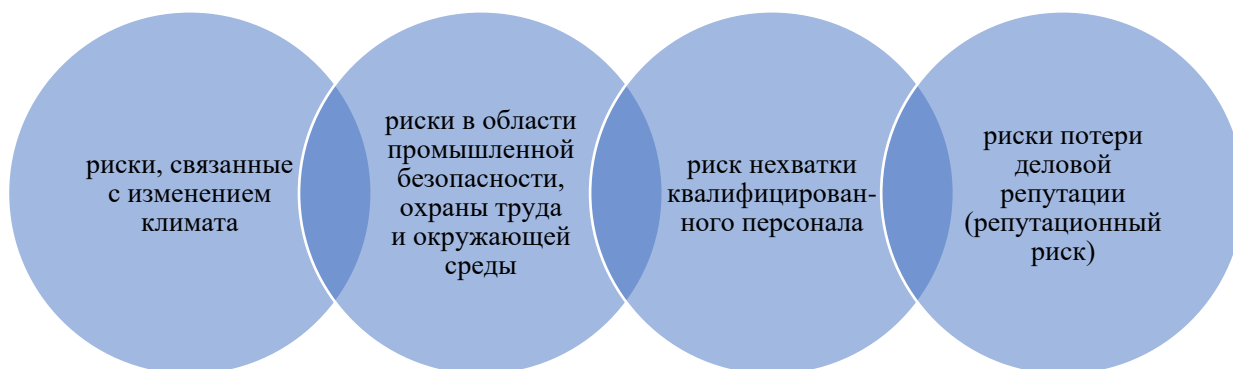 риски, связанные
с изменением
климата
риски в области
промышленной
безопасности,
охраны труда
и окружающей
среды
риск нехватки
квалифицирован-
ного персонала
риски потери
деловой
репутации
(репутационный
риск)